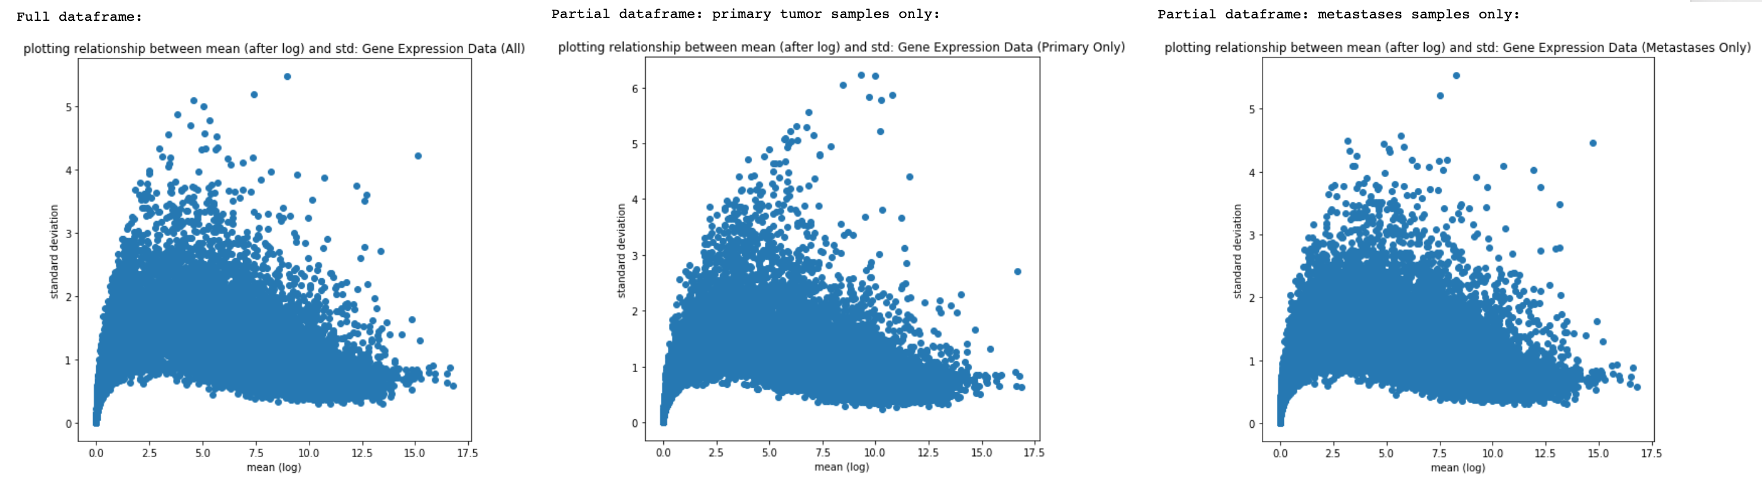 Full dataframe:
plotting relationship between mean (after log) and std: Gene Expression Data (All)
5
4
3
2
1
0
standard deviation
0.0 2.5 5.0 7.5 10.0 12.5 15.0 17.5
mean (log)
Partial dataframe: primary tumor samples only:
plotting relationship between mean (after log) and std: Gene Expression Data (Primary Only)
6
5
4
3
2
1
0
standard deviation
0.0 2.5 5.0 7.5 10.0 12.5 15.0 17.5
mean (log)
Partial dataframe: metastases samples only:
plotting relationship between mean (after log) and std: Gene Expression Data (Metastases Only)
5
4
3
2
1
0
standard deviation
0.0 2.5 5.0 7.5 10.0 12.5 15.0 17.5
mean (log)